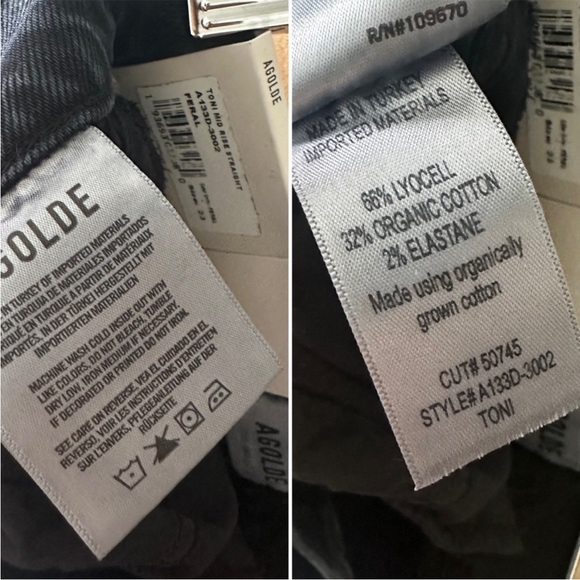 AGOLDE
TONI MID RISE STRAIGHT
A133D-3002
FERAL
GOLDE
IN TURKEY OF IMPORTED MATERIALS
EN TURQUIA DE MATERIALES IMPORTADOS
À PARTIR DE MATÉRIAUX
IMPORTÉS, IN DER TÜRKEI HERGESTELLT MIT
IMPORTIERTEN MATERIALEN
MACHINE WASH COLD INSIDE OUT WITH
LIKE COLORS. DO NOT BLEACH. TUMBLE
DRY LOW. IRON MEDIUM IF NECESSARY.
IF DECORATED OR PRINTED DO NOT IRON.
SEE CARE ON REVERSE, VEA EL CUIDADO EN EL
REVERSO, VOIR LES INSTRUCTIONS D'ENTRETIEN
SUR L'ENVERS, PFLEGEANLEITUNG AUF DER
RÜCKSEITE
AGOLDE
R/N#109670
MADE IN TURKEY
IMPORTED MATERIALS
66% LYOCELL
32% ORGANIC COTTON
2% ELASTANE
Made using organically
grown cotton
CUT# 50745
STYLE# A133D-3002
TONI